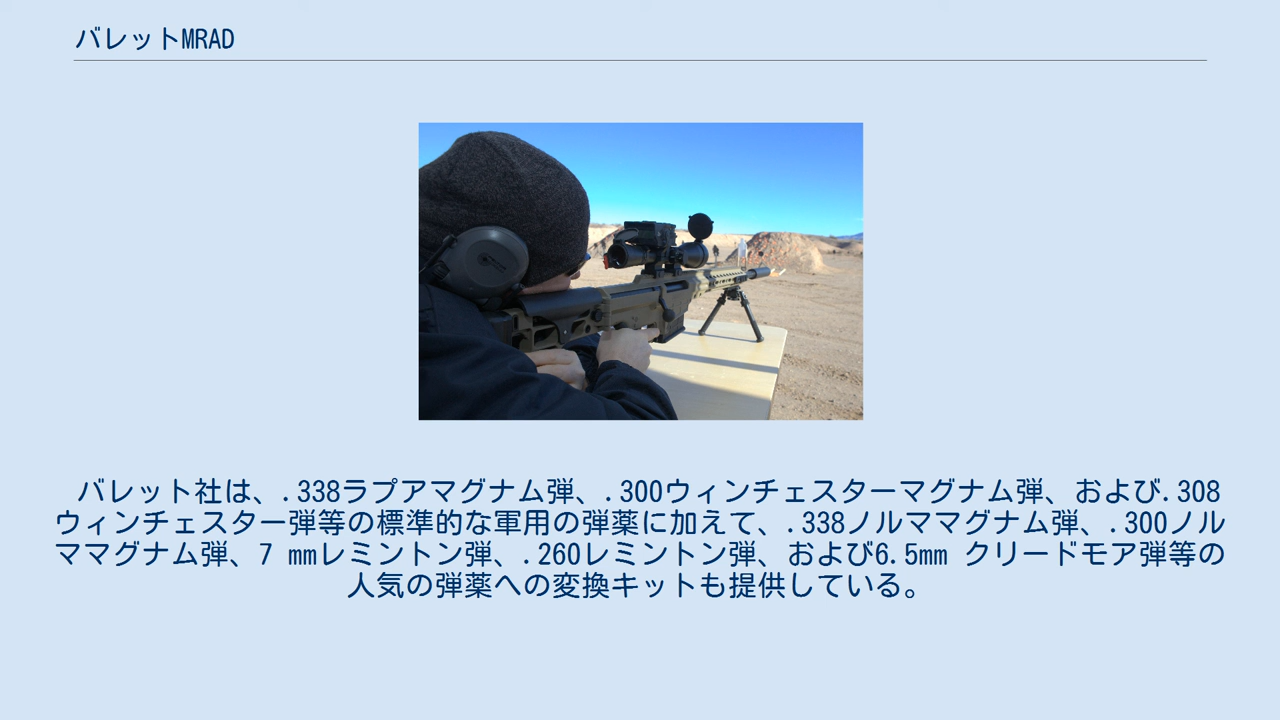 バレットMRAD
バレット社は、.338ラプアマグナム弾、.300ウィンチェスターマグナム弾、および.308
ウィンチェスター弾等の標準的な軍用の弾薬に加えて、.338ノルママグナム弾、.300ノル
ママグナム弾、7 mmレミントン弾、.260レミントン弾、および6.5mm クリードモア弾等の
人気の弾薬への変換キットも提供している。